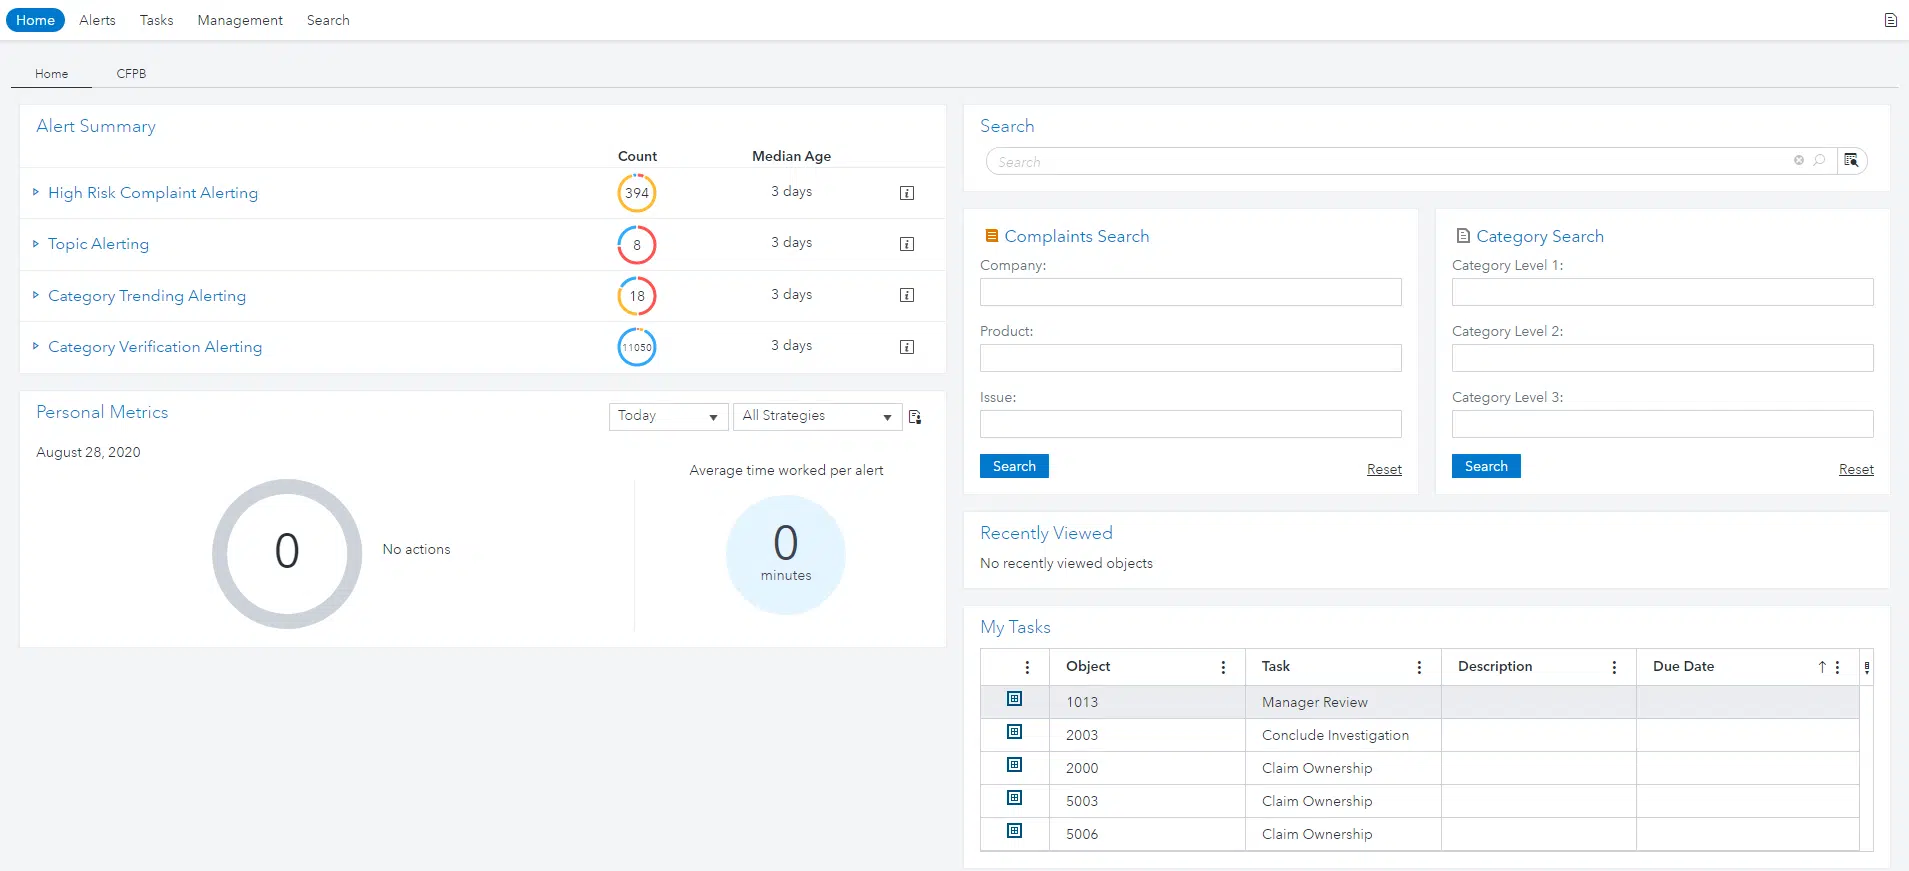 Home Alerts Tasks Management Search
Home CFPB
Alert Summary
Count Median Age
High Risk Complaint Alerting 394 3 days
Topic Alerting 8 3 days
Category Trending Alerting 18 3 days
Category Verification Alerting 11050 3 days
Personal Metrics Today All Strategies
August 28, 2020
0 No actions
Average time worked per alert
0
minutes
Search
Search
Complaints Search
Company:
Product:
Issue:
Search Reset
Category Search
Category Level 1:
Category Level 2:
Category Level 3:
Search Reset
Recently Viewed
No recently viewed objects
My Tasks
Object Task Description Due Date
1013 Manager Review
2003 Conclude Investigation
2000 Claim Ownership
5003 Claim Ownership
5006 Claim Ownership